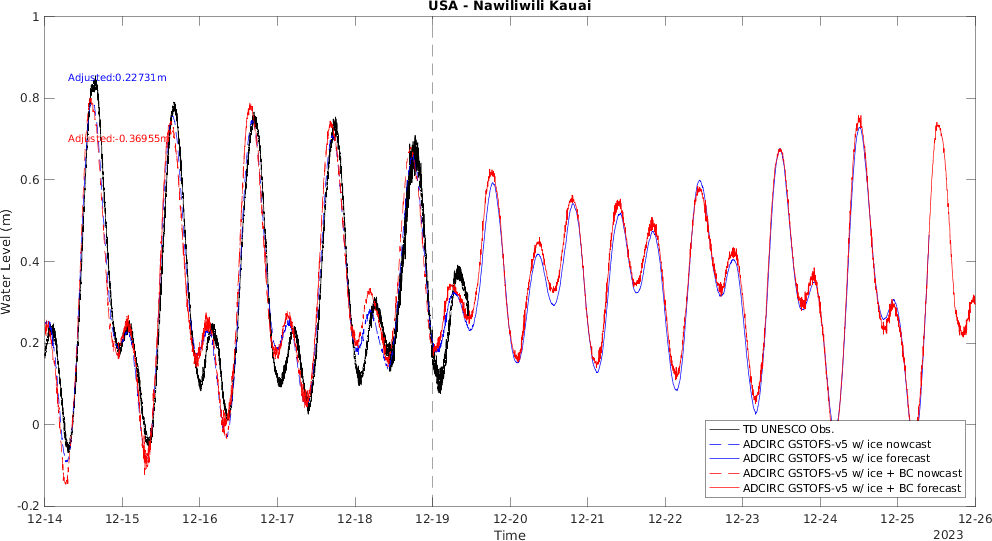 USA - Nawiliwili Kauai
1
0.8
0.6
0.4
0.2
0
-0.2
Water Level (m)
Adjusted:0.22731m
Adjusted:-0.36955m
TD UNESCO Obs.
ADCIRC GSTOFS-v5 w/ ice nowcast
ADCIRC GSTOFS-v5 w/ ice forecast
ADCIRC GSTOFS-v5 w/ ice + BC nowcast
ADCIRC GSTOFS-v5 w/ ice + BC forecast
12-14 12-15 12-16 12-17 12-18 12-19 12-20 12-21 12-22 12-23 12-24 12-25 12-26
Time
2023